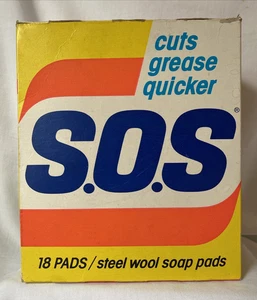 cuts
grease
quicker
S.O.S®
18 PADS/steel wool soap pads